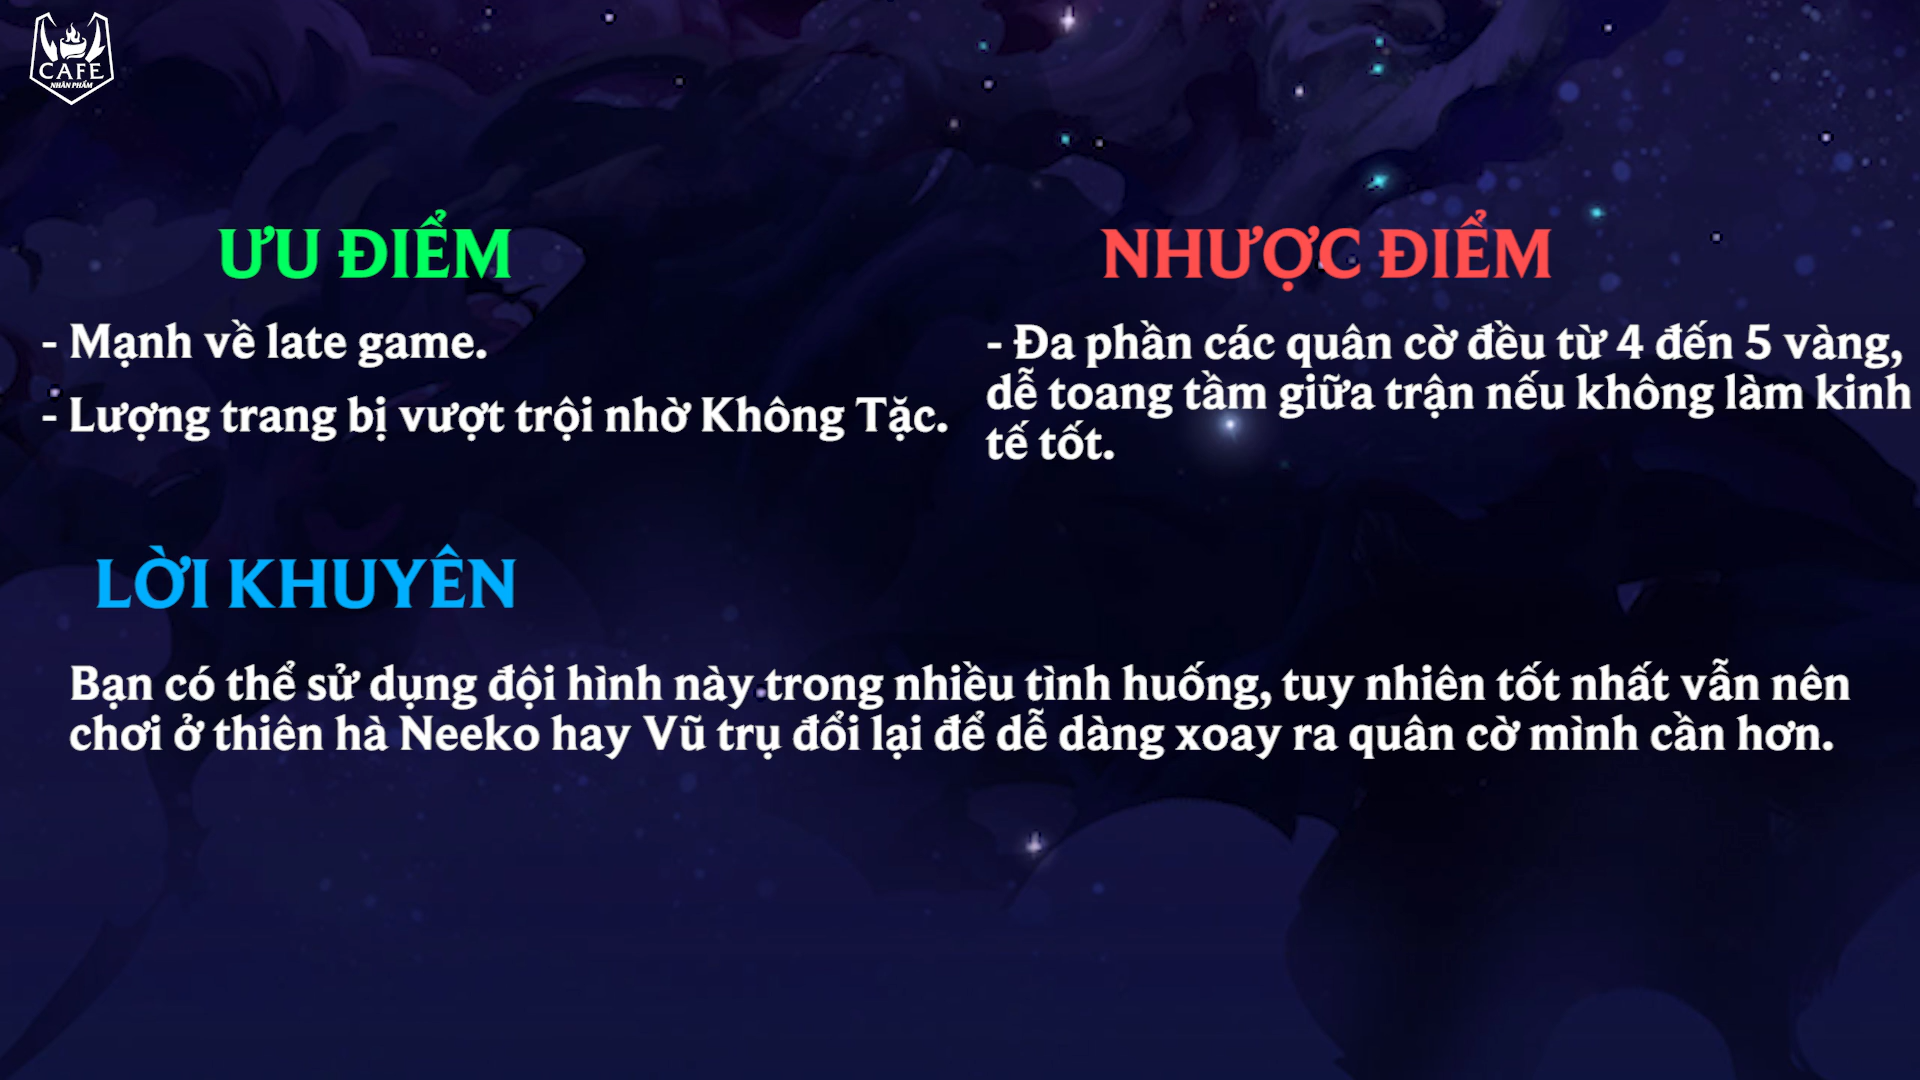 CAFE
NHÂN PHẨM
ƯU ĐIỂM
- Mạnh về late game.
- Lượng trang bị vượt trội nhờ Không Tặc.
NHƯỢC ĐIỂM
- Đa phần các quân cờ đều từ 4 đến 5 vàng,
dễ toang tầm giữa trận nếu không làm kinh
tế tốt.
LỜI KHUYÊN
Bạn có thể sử dụng đội hình này trong nhiều tình huống, tuy nhiên tốt nhất vẫn nên
chơi ở thiên hà Neeko hay Vũ trụ đổi lại để dễ dàng xoay ra quân cờ mình cần hơn.